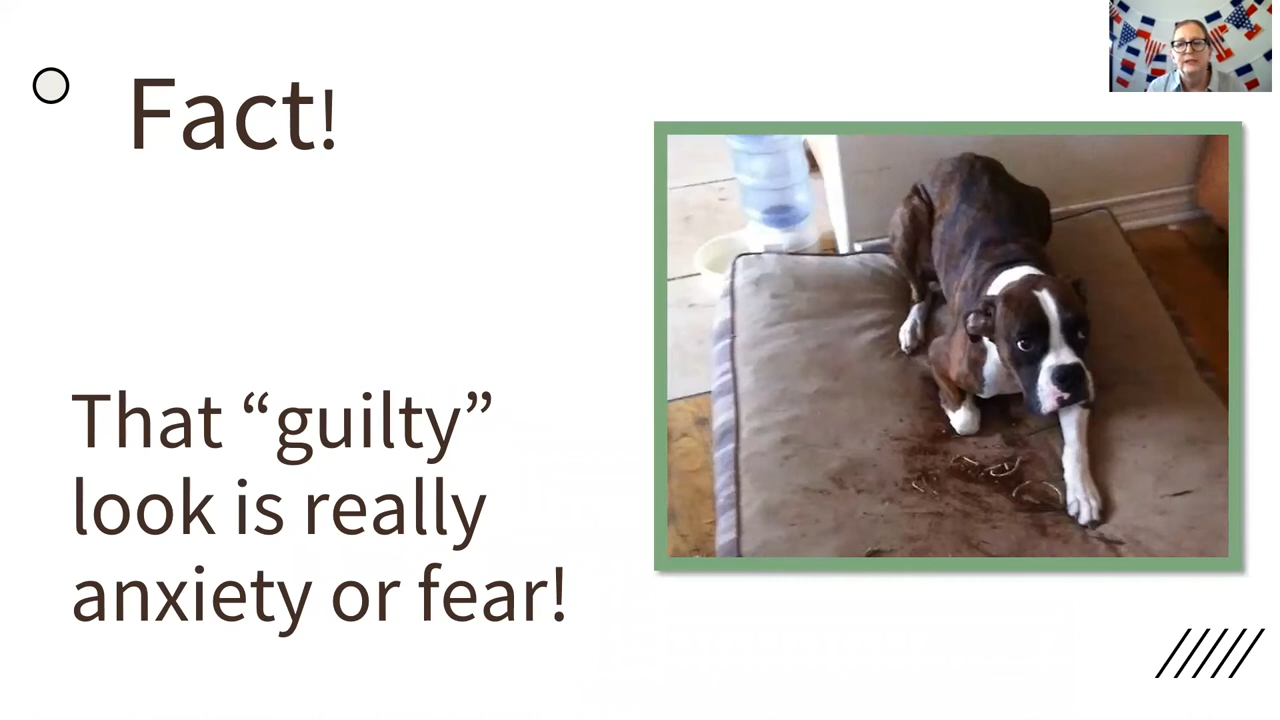 Fact!
That “guilty”
look is really
anxiety or fear!